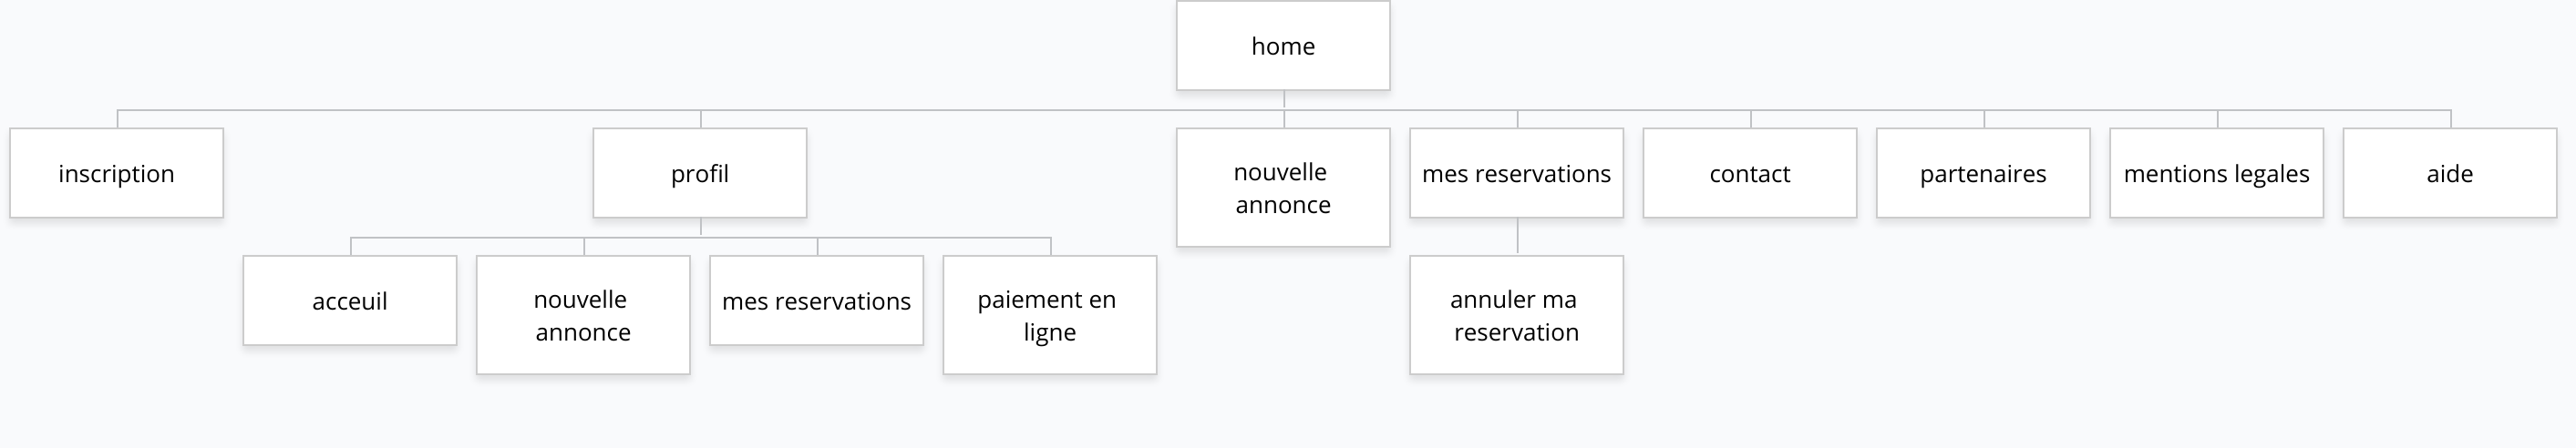 home
inscription
profil
nouvelle
annonce
mes reservations
contact
partenaires
mentions legales
aide
acceuil
nouvelle
annonce
mes reservations
paiement en
ligne
annuler ma
reservation